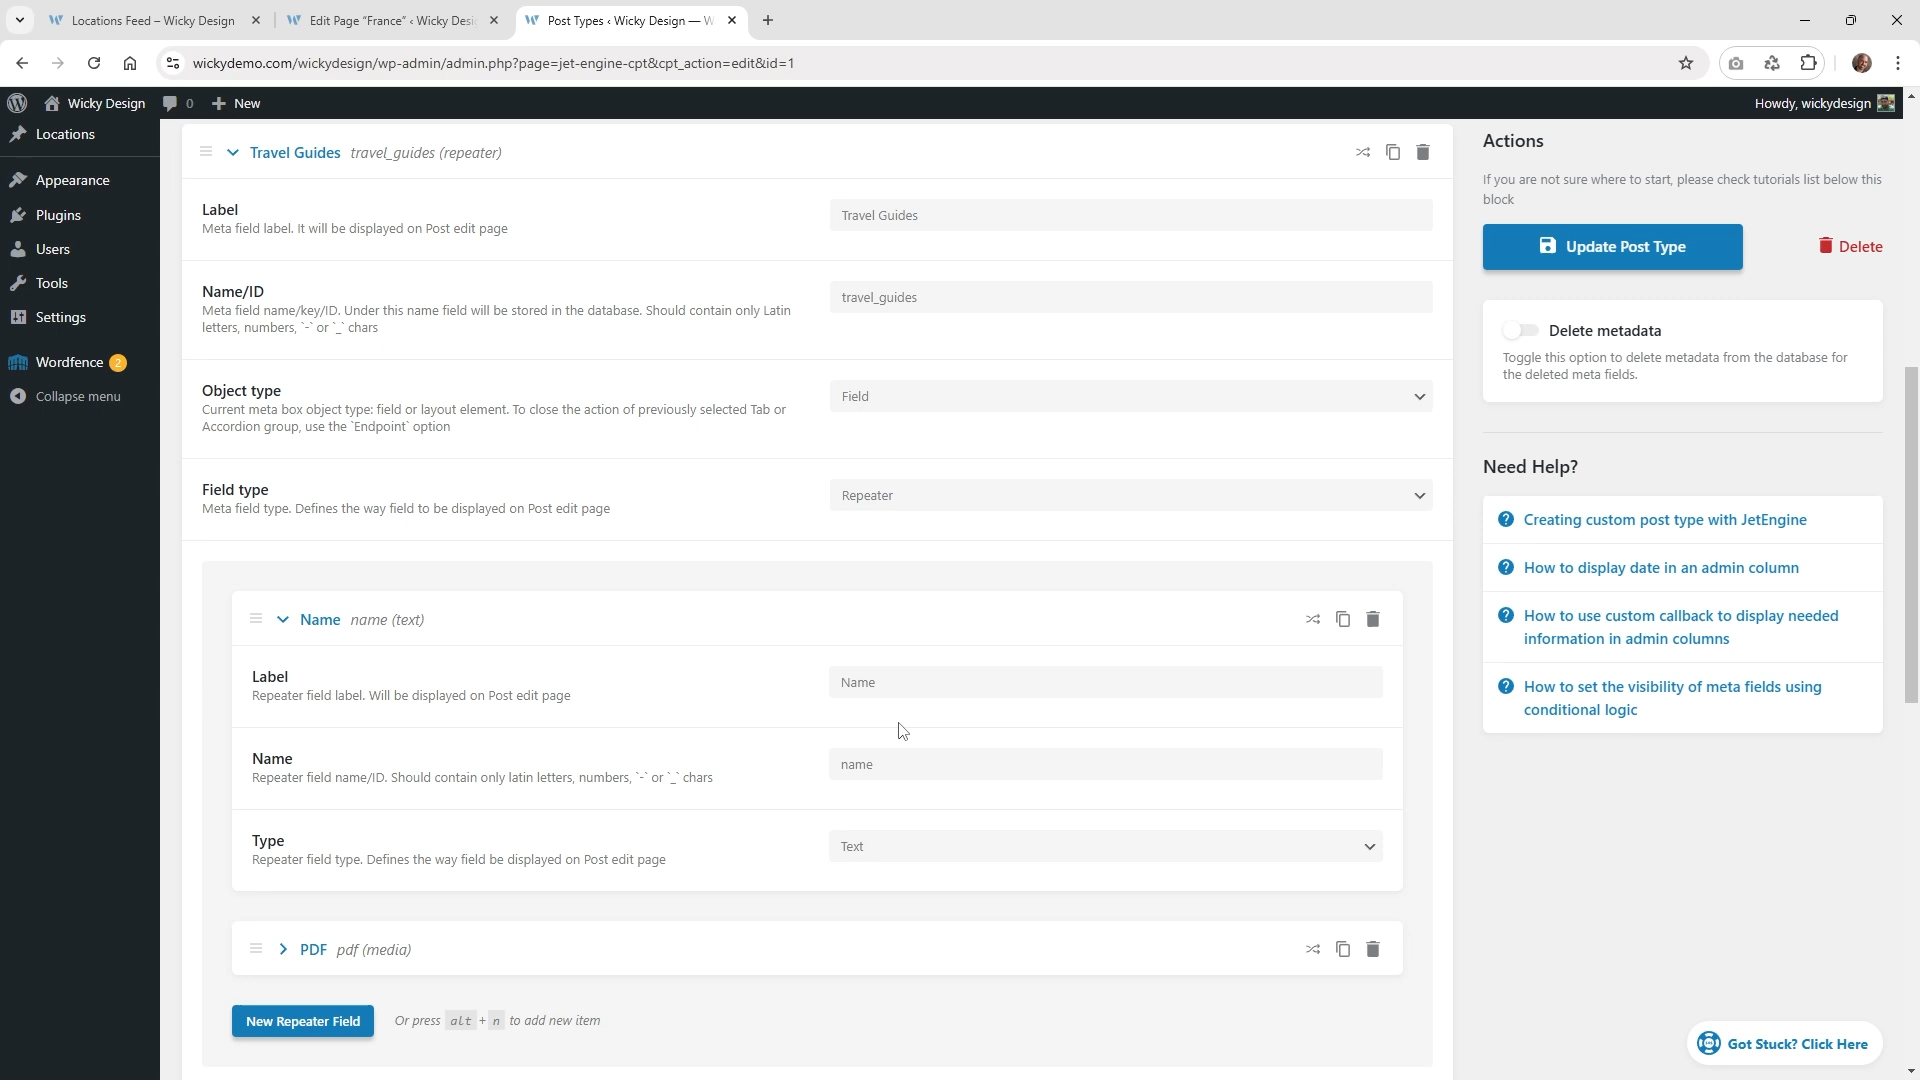 Locations Feed – Wicky Design
Edit Page "France" ‹ Wicky Desi
Post Types ‹ Wicky Design — W
wickydemo.com/wickydesign/wp-admin/admin.php?page=jet-engine-cpt&cpt_action=edit&id=1
Wicky Design
0
New
Howdy, wickydesign
Locations
Appearance
Plugins
Users
Tools
Settings
Wordfence 2
Collapse menu
Travel Guides travel_guides (repeater)
Label
Meta field label. It will be displayed on Post edit page
Travel Guides
Name/ID
Meta field name/key/ID. Under this name field will be stored in the database. Should contain only Latin
letters, numbers, `-` or `_` chars
travel_guides
Object type
Current meta box object type: field or layout element. To close the action of previously selected Tab or
Accordion group, use the `Endpoint` option
Field
Field type
Meta field type. Defines the way field to be displayed on Post edit page
Repeater
Name name (text)
Label
Repeater field label. Will be displayed on Post edit page
Name
Name
Repeater field name/ID. Should contain only latin letters, numbers, `-` or `_` chars
name
Type
Repeater field type. Defines the way field be displayed on Post edit page
Text
PDF pdf (media)
New Repeater Field
Or press alt + n to add new item
Actions
If you are not sure where to start, please check tutorials list below this
block
Update Post Type
Delete
Delete metadata
Toggle this option to delete metadata from the database for
the deleted meta fields.
Need Help?
Creating custom post type with JetEngine
How to display date in an admin column
How to use custom callback to display needed
information in admin columns
How to set the visibility of meta fields using
conditional logic
Got Stuck? Click Here